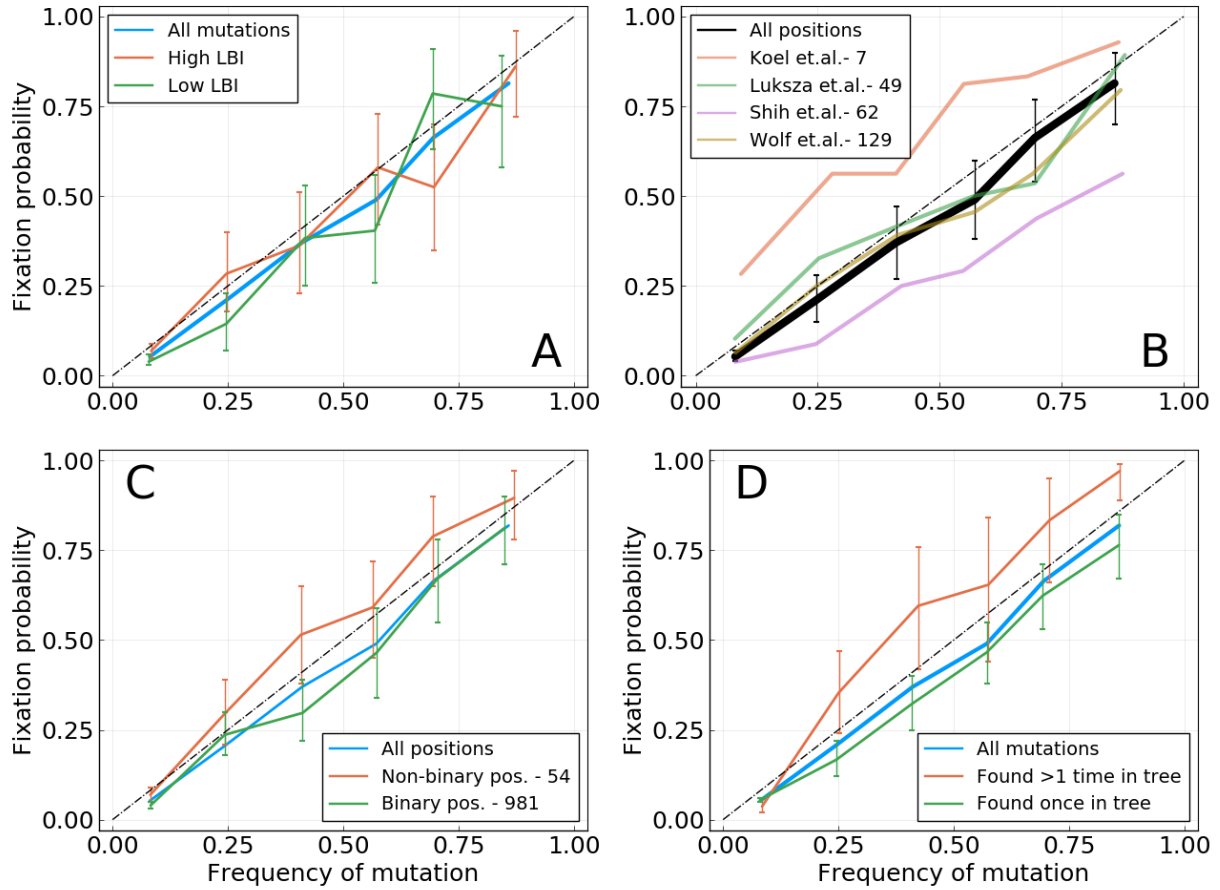 1.00
0.75
0.50
0.25
0.00
Fixation probability
All mutations
High LBI
Low LBI
A
0.00 0.25 0.50 0.75 1.00
1.00
0.75
0.50
0.25
0.00
All positions
Koel et.al.- 7
Luksza et.al.- 49
Shih et.al.- 62
Wolf et.al.- 129
B
0.00 0.25 0.50 0.75 1.00
1.00
0.75
0.50
0.25
0.00
Fixation probability
C
All positions
Non-binary pos. - 54
Binary pos. - 981
0.00 0.25 0.50 0.75 1.00
Frequency of mutation
1.00
0.75
0.50
0.25
0.00
Fixation probability
D
All mutations
Found >1 time in tree
Found once in tree
0.00 0.25 0.50 0.75 1.00
Frequency of mutation